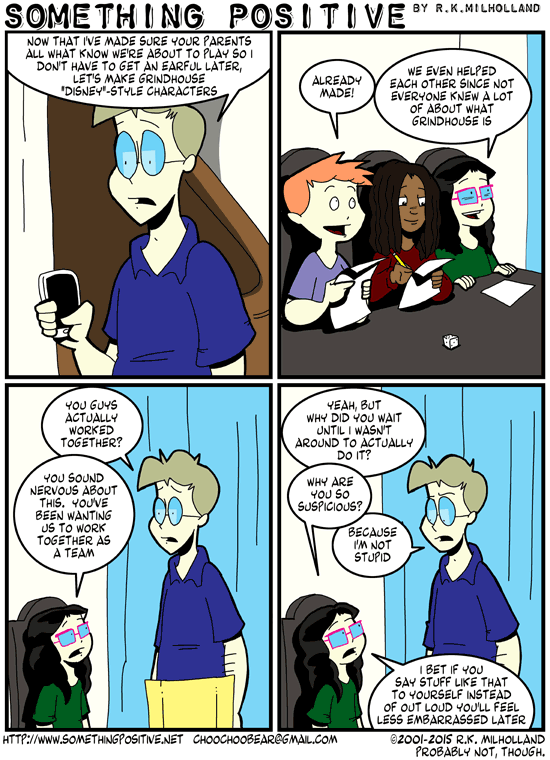 SOMETHING POSITIVE BY R.K.MILHOLLAND
NOW THAT I'VE MADE SURE YOUR PARENTS
ALL WHAT KNOW WE'RE ABOUT TO PLAY SO I
DON'T HAVE TO GET AN EARFUL LATER,
LET'S MAKE GRINDHOUSE
"DISNEY"-STYLE CHARACTERS
ALREADY
MADE!
WE EVEN HELPED
EACH OTHER SINCE NOT
EVERYONE KNEW A LOT
OF ABOUT WHAT
GRINDHOUSE IS
YOU GUYS
ACTUALLY
WORKED
TOGETHER?
YOU SOUND
NERVOUS ABOUT
THIS. YOU'VE
BEEN WANTING
US TO WORK
TOGETHER AS
A TEAM
YEAH, BUT
WHY DID YOU WAIT
UNTIL I WASN'T
AROUND TO ACTUALLY
DO IT?
WHY ARE
YOU SO
SUSPICIOUS?
BECAUSE
I'M NOT
STUPID
I BET IF YOU
SAY STUFF LIKE THAT
TO YOURSELF INSTEAD
OF OUT LOUD YOU'LL FEEL
LESS EMBARRASSED LATER
HTTP://WWW.SOMETHINGPOSITIVE.NET CHOOCHOOBEAR@GMAIL.COM
©2001-2015 R.K. MILHOLLAND
PROBABLY NOT, THOUGH.